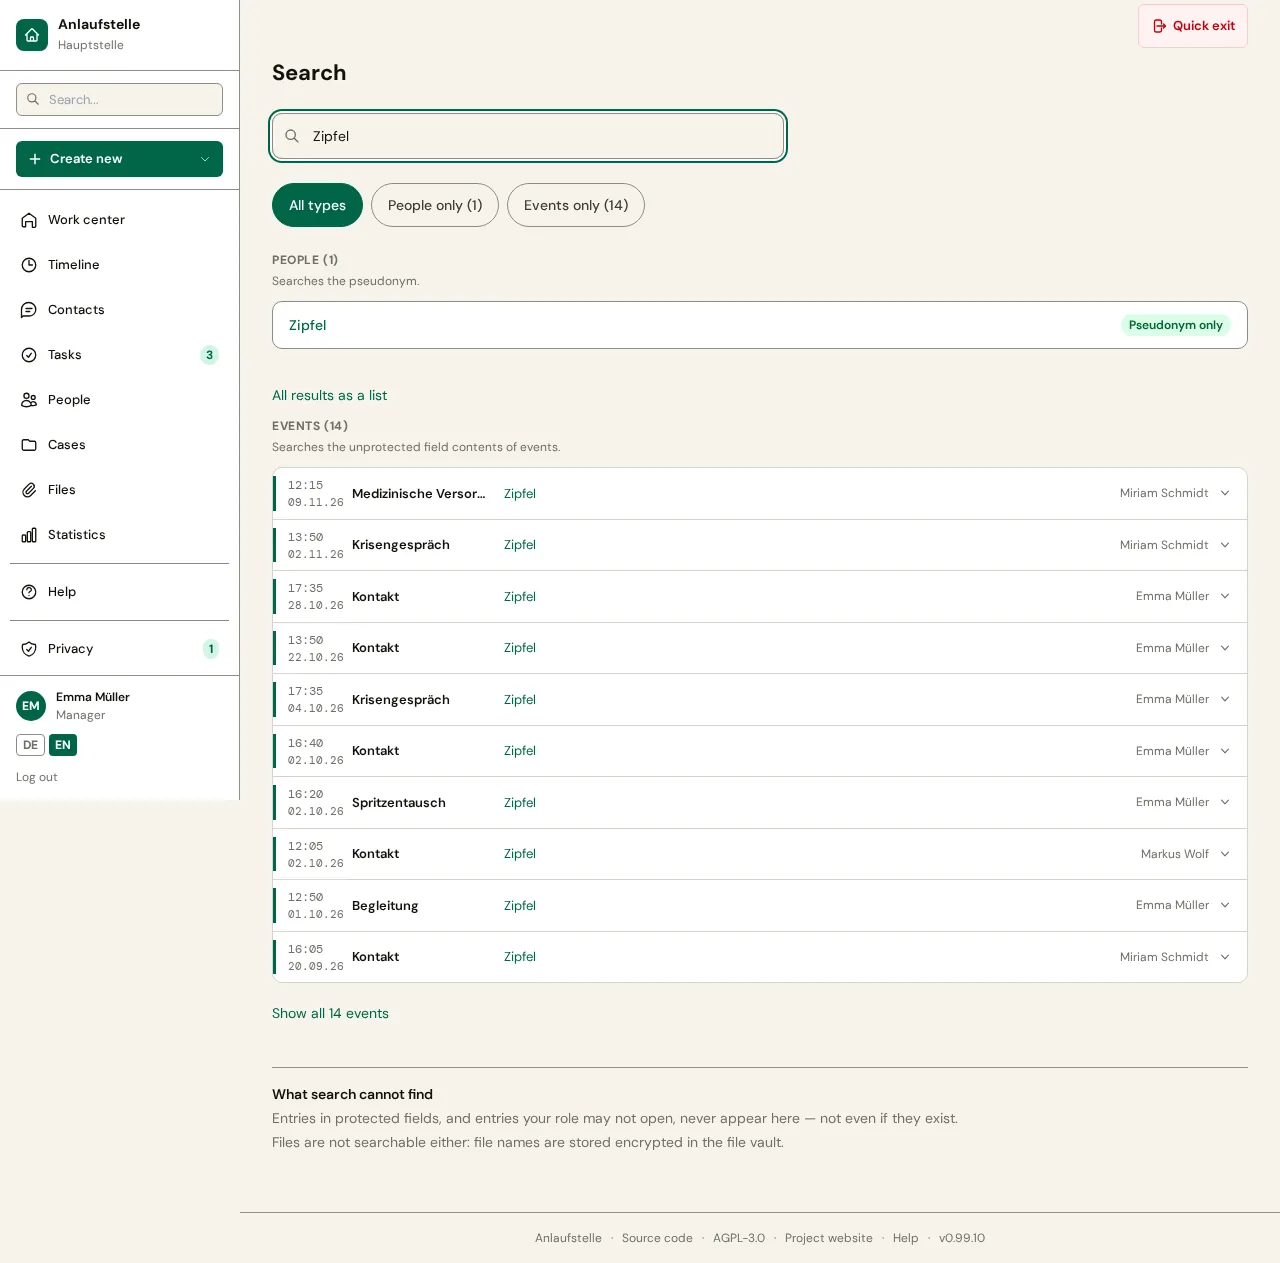 Anlaufstelle
Hauptstelle
Search...
Create new
Work center
Timeline
Contacts
Tasks 3
People
Cases
Files
Statistics
Help
Privacy 1
EM Emma Müller
Manager
DE EN
Log out
Quick exit
Search
Zipfel
All types People only (1) Events only (14)
PEOPLE (1)
Searches the pseudonym.
Zipfel Pseudonym only
All results as a list
EVENTS (14)
Searches the unprotected field contents of events.
12:15
09.11.26 Medizinische Versor... Zipfel Miriam Schmidt
13:50
02.11.26 Krisengespräch Zipfel Miriam Schmidt
17:35
28.10.26 Kontakt Zipfel Emma Müller
13:50
22.10.26 Kontakt Zipfel Emma Müller
17:35
04.10.26 Krisengespräch Zipfel Emma Müller
16:40
02.10.26 Kontakt Zipfel Emma Müller
16:20
02.10.26 Spritzentausch Zipfel Emma Müller
12:05
02.10.26 Kontakt Zipfel Markus Wolf
12:50
01.10.26 Begleitung Zipfel Emma Müller
16:05
20.09.26 Kontakt Zipfel Miriam Schmidt
Show all 14 events
What search cannot find
Entries in protected fields, and entries your role may not open, never appear here — not even if they exist.
Files are not searchable either: file names are stored encrypted in the file vault.
Anlaufstelle · Source code · AGPL-3.0 · Project website · Help · v0.99.10